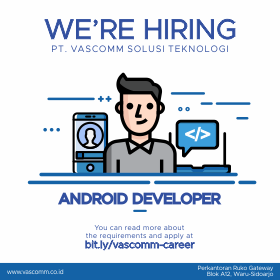 WE'RE HIRING
PT. VASCOMM SOLUSI TEKNOLOGI
</>
ANDROID DEVELOPER
You can read more about
the requirements and apply at
bit.ly/vascomm-career
www.vascomm.co.id
Perkantoran Ruko Gateway
Blok A12, Waru-Sidoarjo